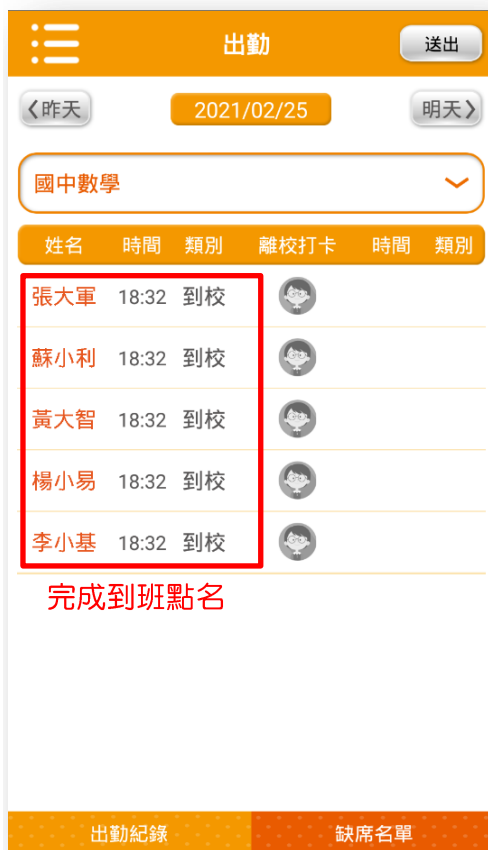 出勤 送出
昨天 2021/02/25 明天
國中數學
姓名 時間 類別 離校打卡 時間 類別
張大軍 18:32 到校
蘇小利 18:32 到校
黃大智 18:32 到校
楊小易 18:32 到校
李小基 18:32 到校
完成到班點名
出勤紀錄 缺席名單